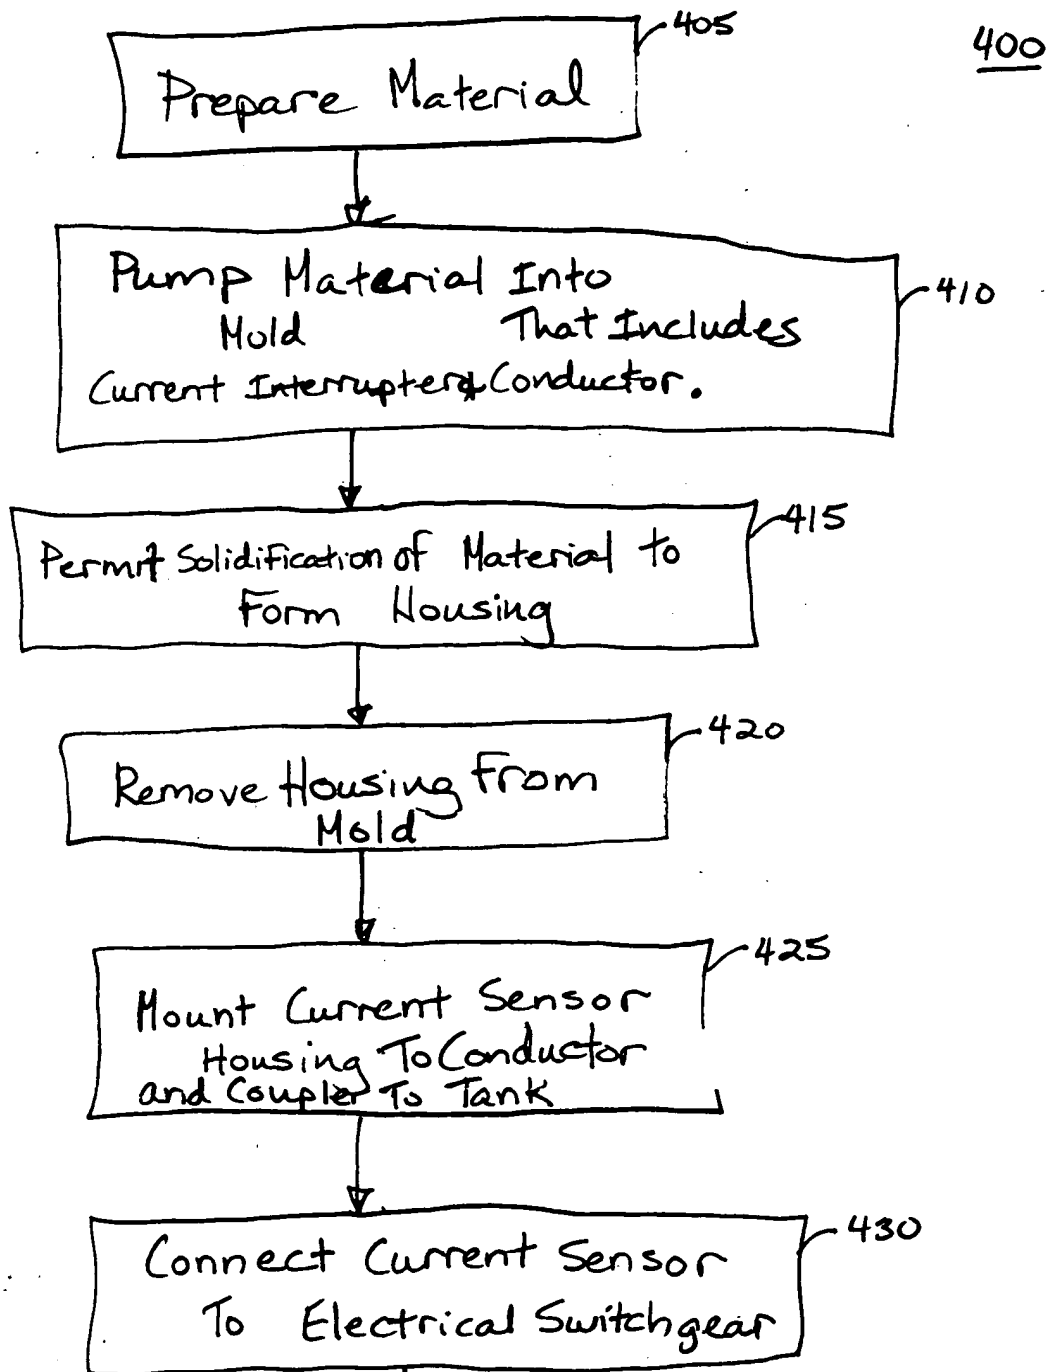 405
400
Prepare Material
Pump Material Into
410
Mold That Includes
Current Interrupter & Conductor.
415
Permit Solidification of Material to
Form Housing
420
Remove Housing From
Mold
425
Mount Current Sensor
Housing To Conductor
and Coupler To Tank
430
Connect Current Sensor
To Electrical Switchgear